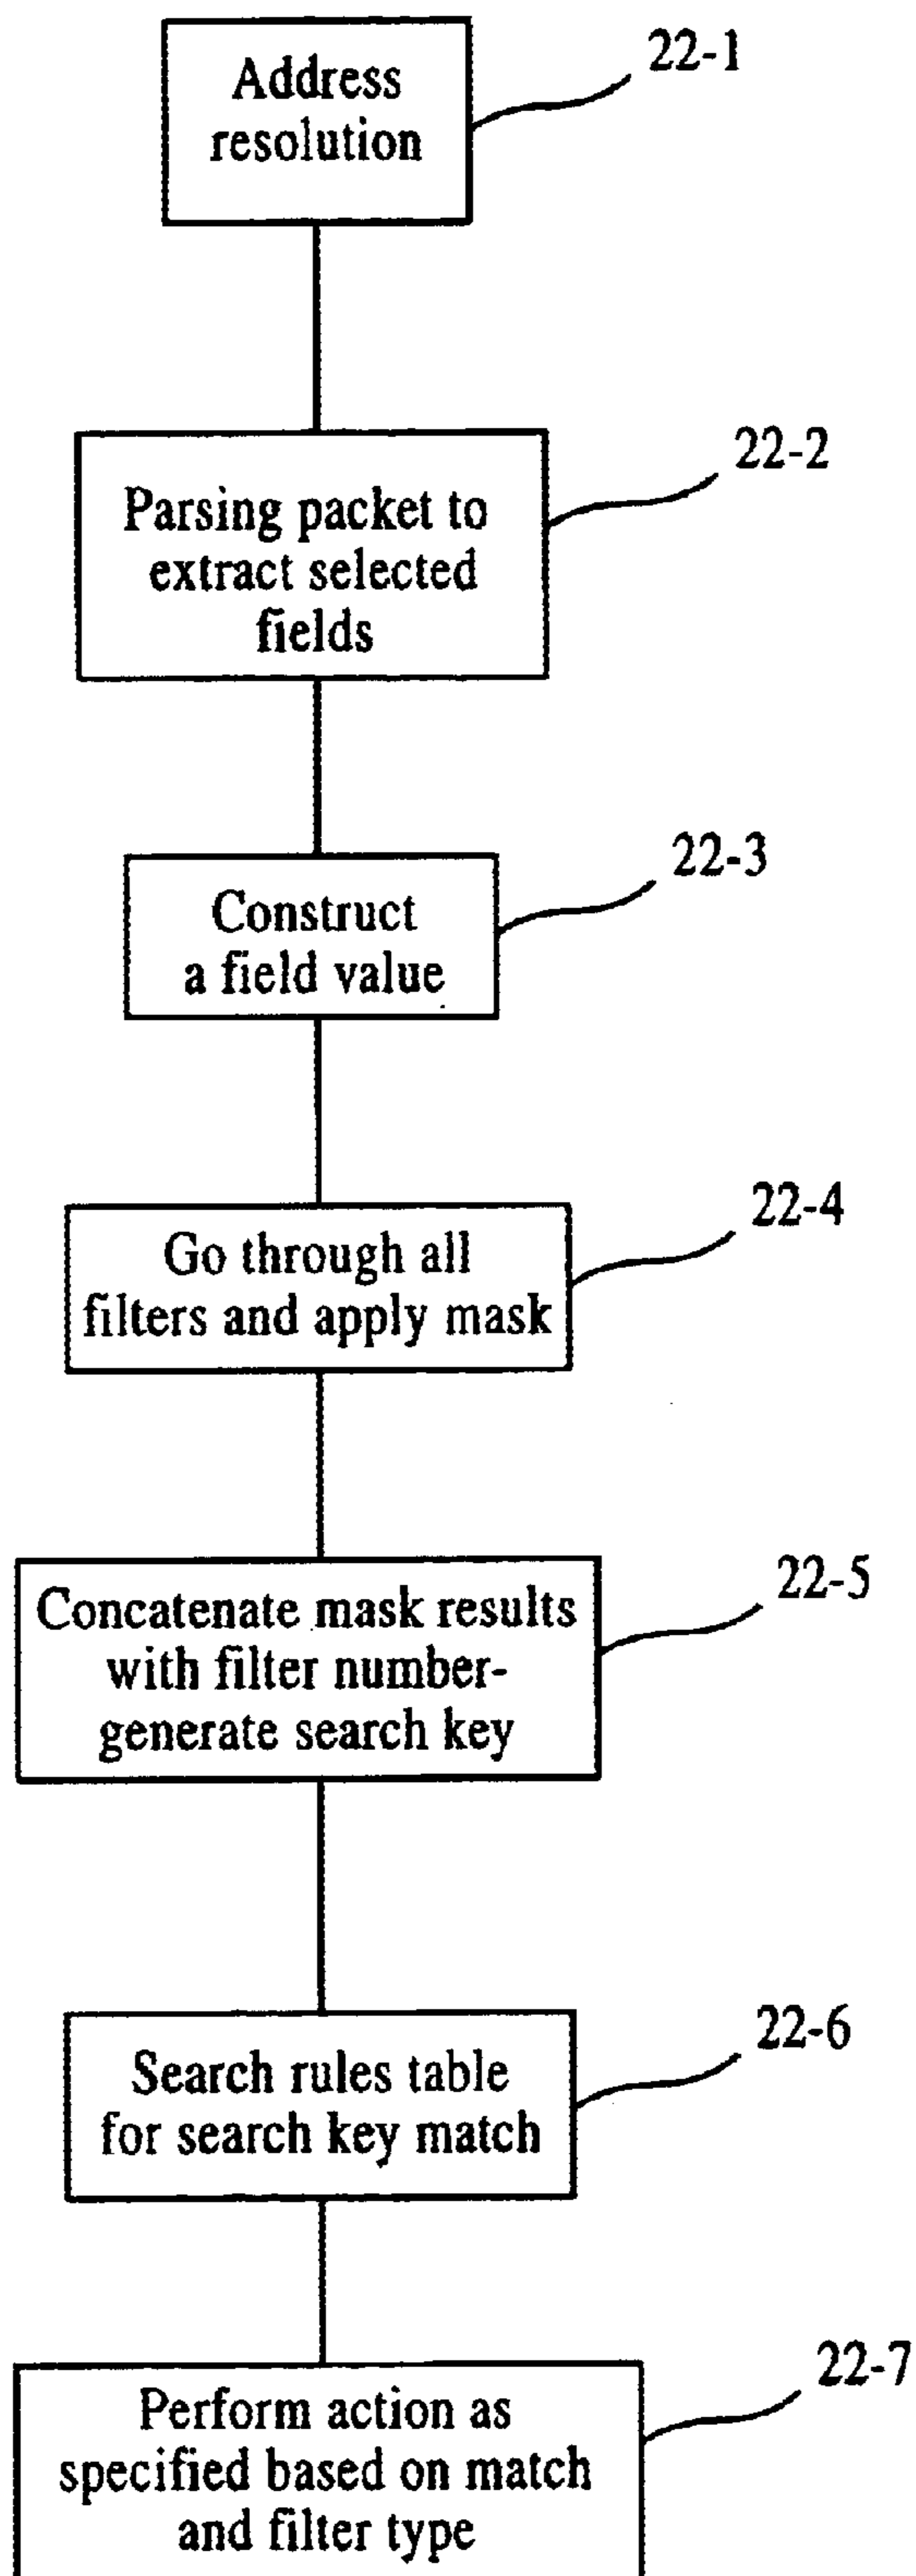 22-1
Address
resolution
22-2
Parsing packet to
extract selected
fields
22-3
Construct
a field value
22-4
Go through all
filters and apply mask
22-5
Concatenate mask results
with filter number-
generate search key
22-6
Search rules table
for search key match
22-7
Perform action as
specified based on match
and filter type